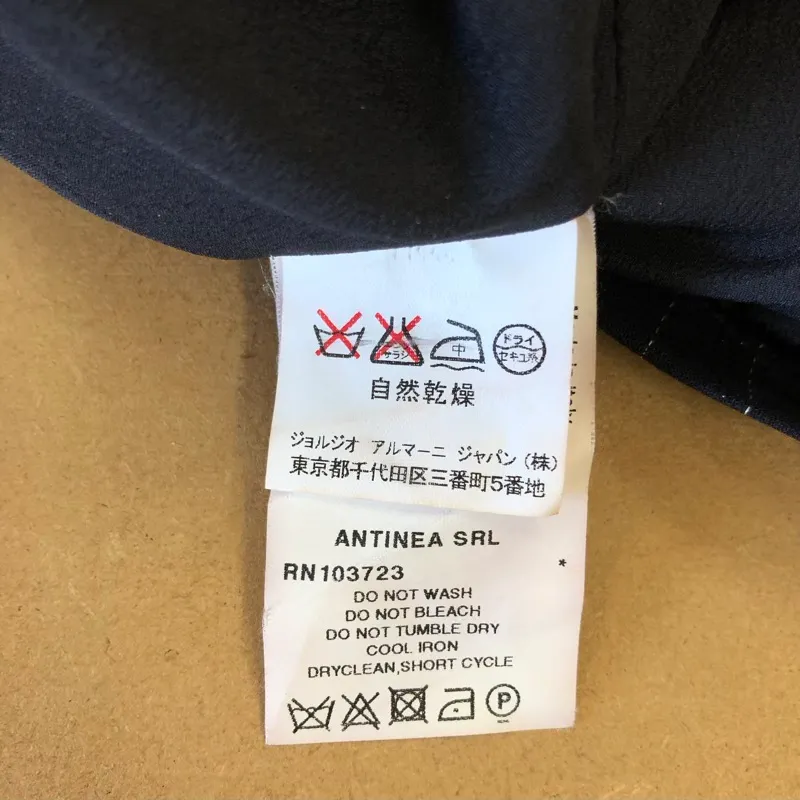 サラシ
中
ドライ
セキユ系
自然乾燥
ジョルジオ アルマーニ ジャパン(株)
東京都千代田区三番町5番地
ANTINEA SRL
RN103723 *
DO NOT WASH
DO NOT BLEACH
DO NOT TUMBLE DRY
COOL IRON
DRYCLEAN,SHORT CYCLE
P